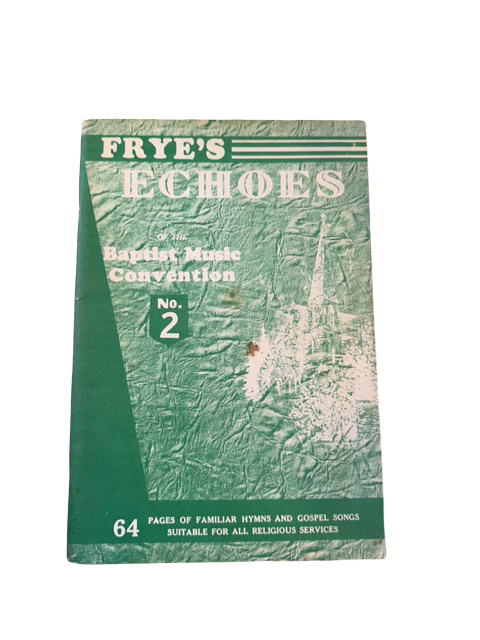 FRYE'S
ECHOES
OF THE
Baptist Music
Convention
No.
2
64 PAGES OF FAMILIAR HYMNS AND GOSPEL SONGS
SUITABLE FOR ALL RELIGIOUS SERVICES